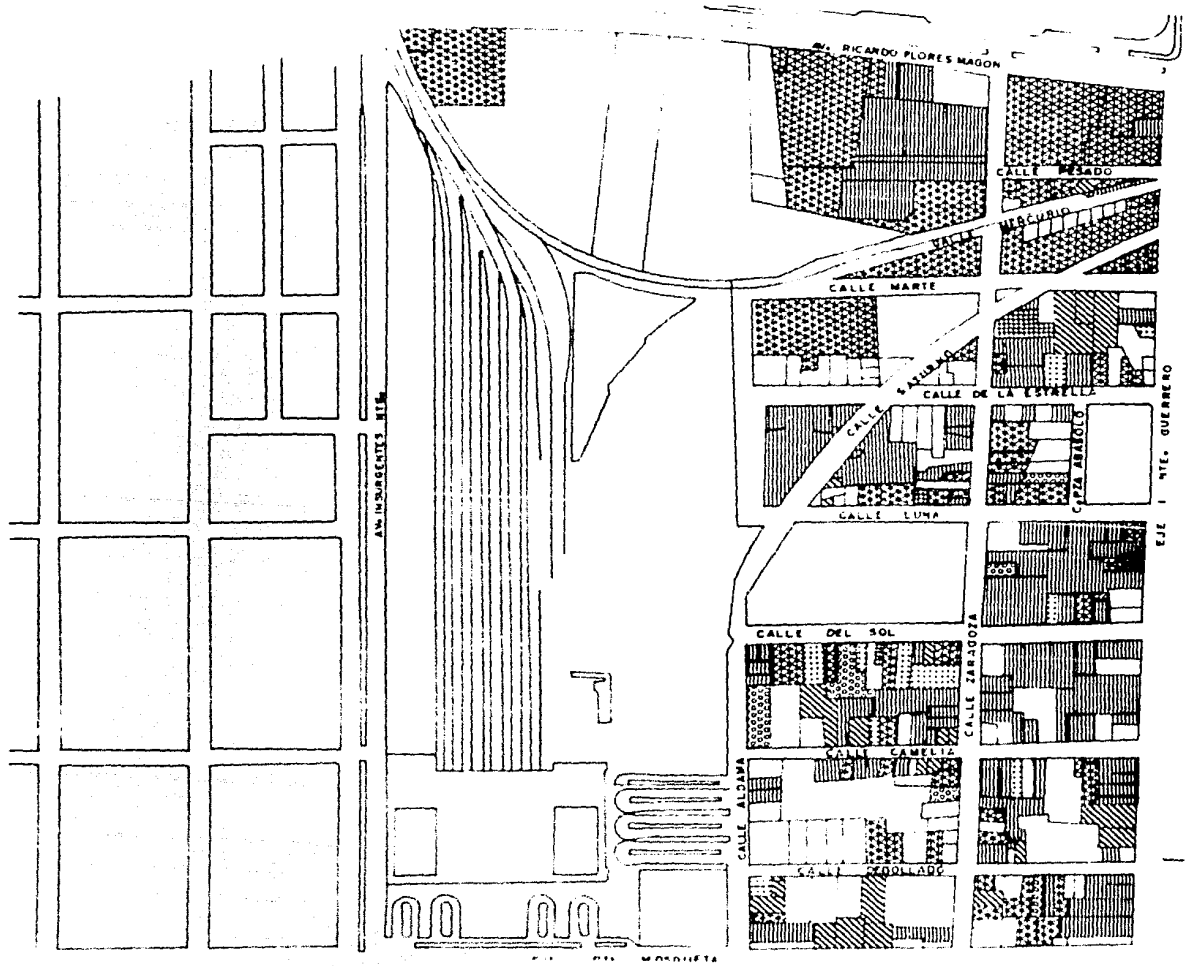 AV. RICARDO FLORES MAGON
CALLE PESADO
CALLE MERCURIO
CALLE MARTE
CALLE SATURNO
CALLE DE LA ESTRELLA
AV. INSURGENTES NTE.
EJE 1 NTE. GUERRERO
CALLE LUNA
CALLE DEL SOL
CALLE ZARAGOZA
CALLE CAMELIA
CALLE ALDAMA
MOSQUETA